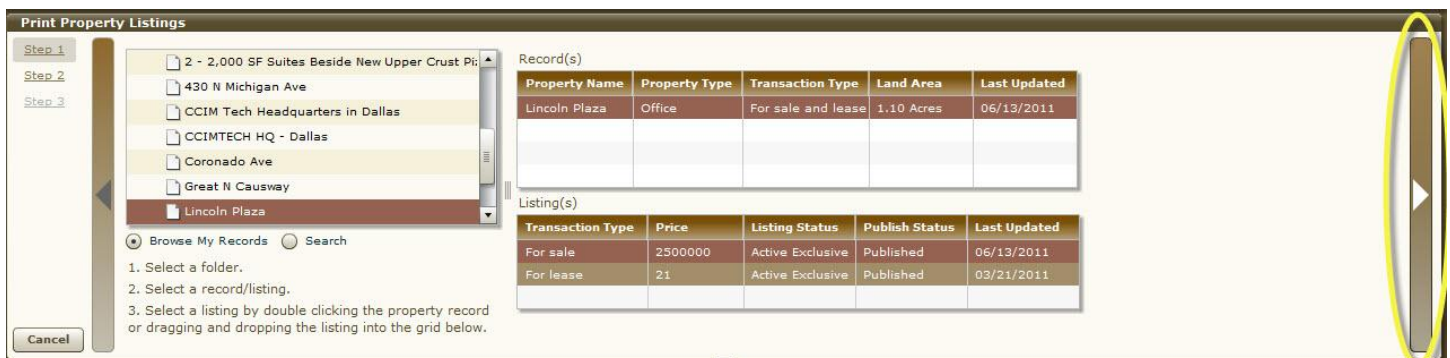 Print Property Listings
Step 1
Step 2
Step 3
Cancel
2 - 2,000 SF Suites Beside New Upper Crust Pi
430 N Michigan Ave
CCIM Tech Headquarters in Dallas
CCIMTECH HQ - Dallas
Coronado Ave
Great N Causway
Lincoln Plaza
Browse My Records Search
1. Select a folder.
2. Select a record/listing.
3. Select a listing by double clicking the property record
or dragging and dropping the listing into the grid below.
Record(s)
Property Name Property Type Transaction Type Land Area Last Updated
Lincoln Plaza Office For sale and lease 1.10 Acres 06/13/2011
Listing(s)
Transaction Type Price Listing Status Publish Status Last Updated
For sale 2500000 Active Exclusive Published 06/13/2011
For lease 21 Active Exclusive Published 03/21/2011